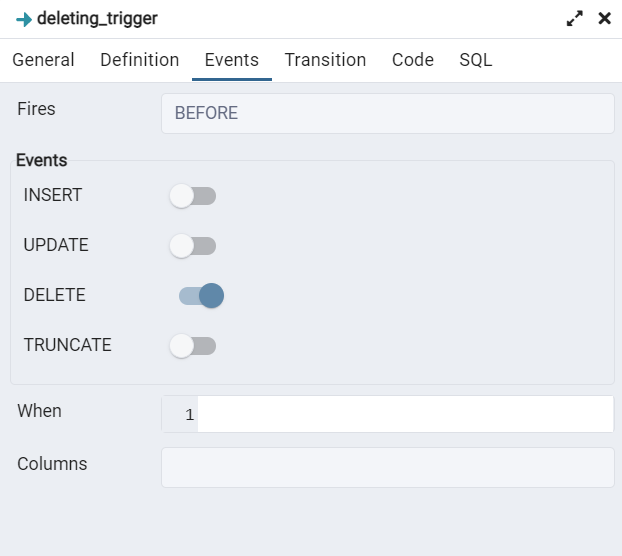 deleting_trigger
General Definition Events Transition Code SQL
Fires BEFORE
Events
INSERT
UPDATE
DELETE
TRUNCATE
When 1
Columns